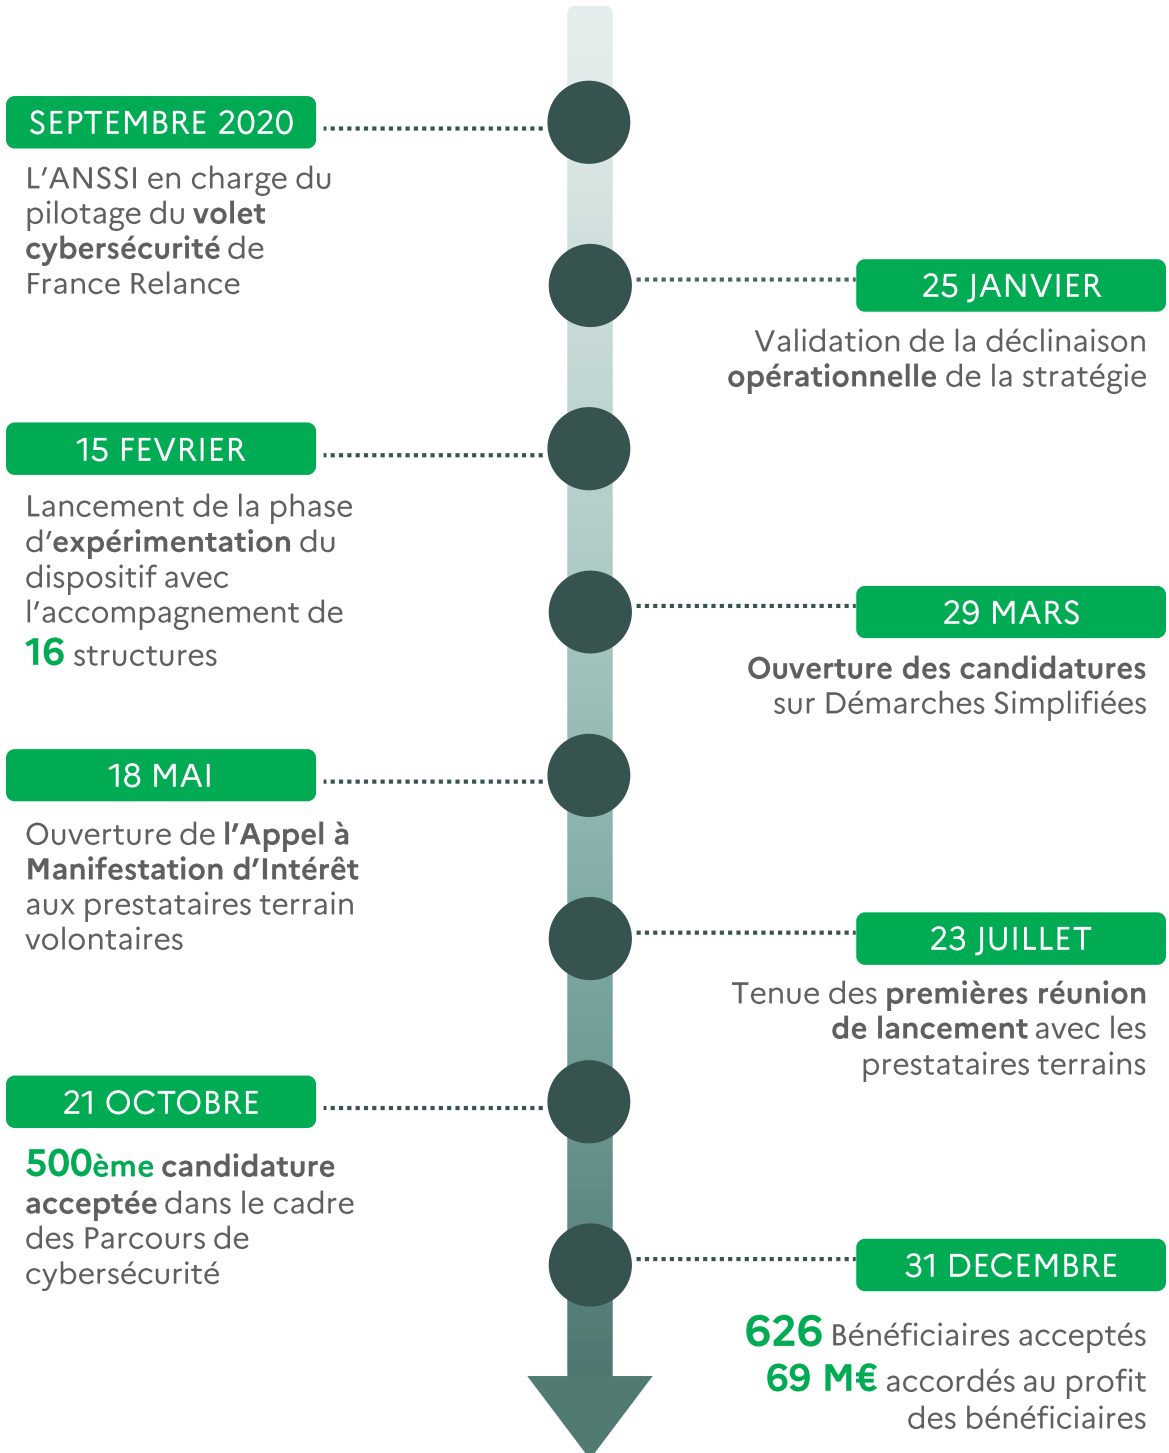 SEPTEMBRE 2020
L’ANSSI en charge du
pilotage du volet
cybersécurité de
France Relance
25 JANVIER
Validation de la déclinaison
opérationnelle de la stratégie
15 FEVRIER
Lancement de la phase
d’expérimentation du
dispositif avec
l’accompagnement de
16 structures
29 MARS
Ouverture des candidatures
sur Démarches Simplifiées
18 MAI
Ouverture de l’Appel à
Manifestation d’Intérêt
aux prestataires terrain
volontaires
23 JUILLET
Tenue des premières réunion
de lancement avec les
prestataires terrains
21 OCTOBRE
500ème candidature
acceptée dans le cadre
des Parcours de
cybersécurité
31 DECEMBRE
626 Bénéficiaires acceptés
69 M€ accordés au profit
des bénéficiaires